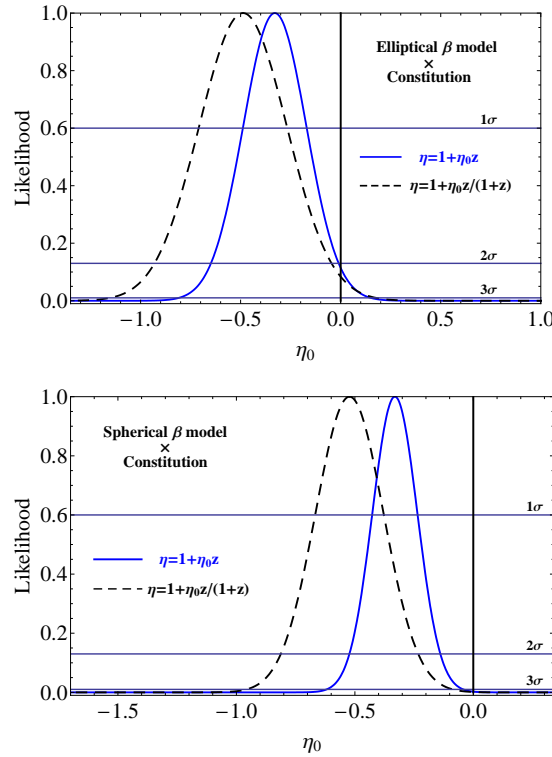 1.0
0.8
0.6
0.4
0.2
0.0
Likelihood
Elliptical β model
×
Constitution
1σ
η=1+η₀z
η=1+η₀z/(1+z)
2σ
3σ
−1.0 −0.5 0.0 0.5 1.0
η₀
1.0
0.8
0.6
0.4
0.2
0.0
Likelihood
Spherical β model
×
Constitution
1σ
η=1+η₀z
η=1+η₀z/(1+z)
2σ
3σ
−1.5 −1.0 −0.5 0.0
η₀